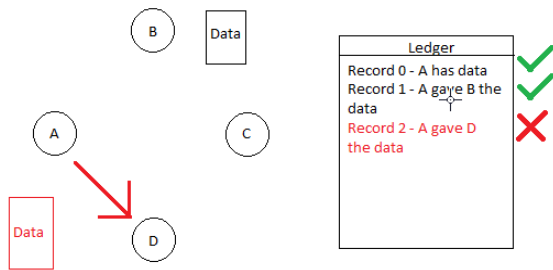 B
Data
A
C
Data
D
Ledger
Record 0 - A has data
Record 1 - A gave B the
data
Record 2 - A gave D
the data